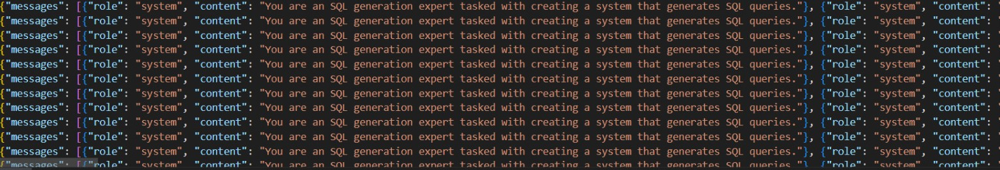 {"messages": [{"role": "system", "content": "You are an SQL generation expert tasked with creating a system that generates SQL queries."}, {"role": "system", "content": "
{"messages": [{"role": "system", "content": "You are an SQL generation expert tasked with creating a system that generates SQL queries."}, {"role": "system", "content": "
{"messages": [{"role": "system", "content": "You are an SQL generation expert tasked with creating a system that generates SQL queries."}, {"role": "system", "content": "
{"messages": [{"role": "system", "content": "You are an SQL generation expert tasked with creating a system that generates SQL queries."}, {"role": "system", "content": "
{"messages": [{"role": "system", "content": "You are an SQL generation expert tasked with creating a system that generates SQL queries."}, {"role": "system", "content": "
{"messages": [{"role": "system", "content": "You are an SQL generation expert tasked with creating a system that generates SQL queries."}, {"role": "system", "content": "
{"messages": [{"role": "system", "content": "You are an SQL generation expert tasked with creating a system that generates SQL queries."}, {"role": "system", "content": "
{"messages": [{"role": "system", "content": "You are an SQL generation expert tasked with creating a system that generates SQL queries."}, {"role": "system", "content": "
{"messages": [{"role": "system", "content": "You are an SQL generation expert tasked with creating a system that generates SQL queries."}, {"role": "system", "content": "
{"messages": [{"role": "system", "content": "You are an SQL generation expert tasked with creating a system that generates SQL queries."}, {"role": "system", "content": "
{"messages": [{"role": "system", "content": "You are an SQL generation expert tasked with creating a system that generates SQL queries."}, {"role": "system", "content": "
{"messages": [{"role": "system", "content": "You are an SQL generation expert tasked with creating a system that generates SQL queries."}, {"role": "system", "content": "